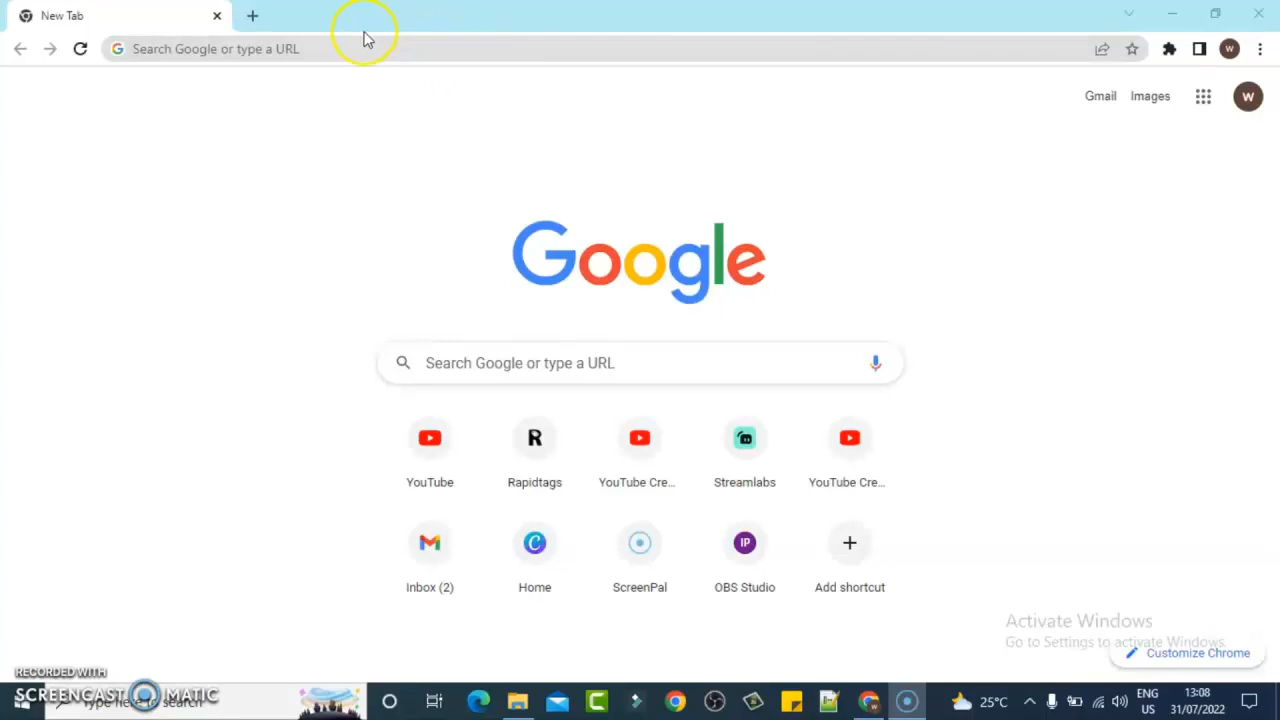 New Tab
Search Google or type a URL
W
Gmail Images W
Google
Search Google or type a URL
YouTube Rapidtags YouTube Cre... Streamlabs YouTube Cre...
Inbox (2) Home ScreenPal OBS Studio Add shortcut
Activate Windows
Go to Settings to activate Windows.
Customize Chrome
RECORDED WITH
SCREENCAST MATIC
Type here to search
25°C ENG 13:08
US 31/07/2022